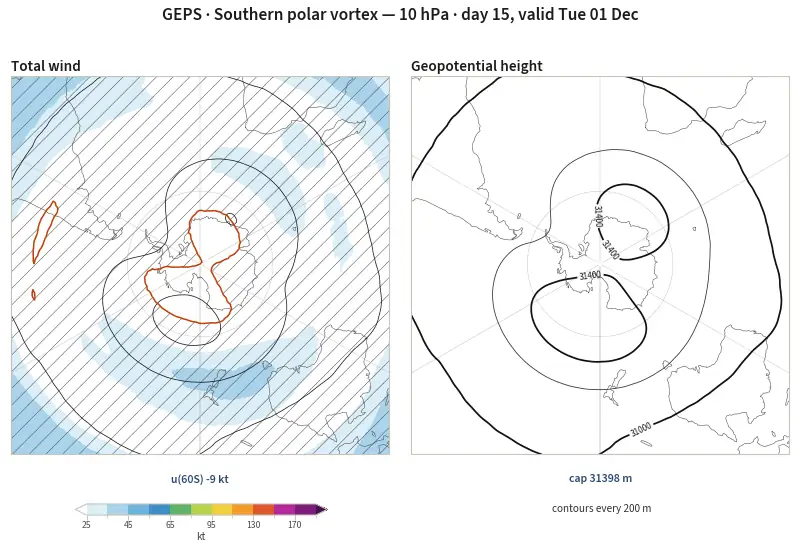 GEPS · Southern polar vortex — 10 hPa · day 15, valid Tue 01 Dec
Total wind
Geopotential height
31400
31400
31400
31000
u(60S) -9 kt
cap 31398 m
contours every 200 m
25 45 65 95 130 170
kt